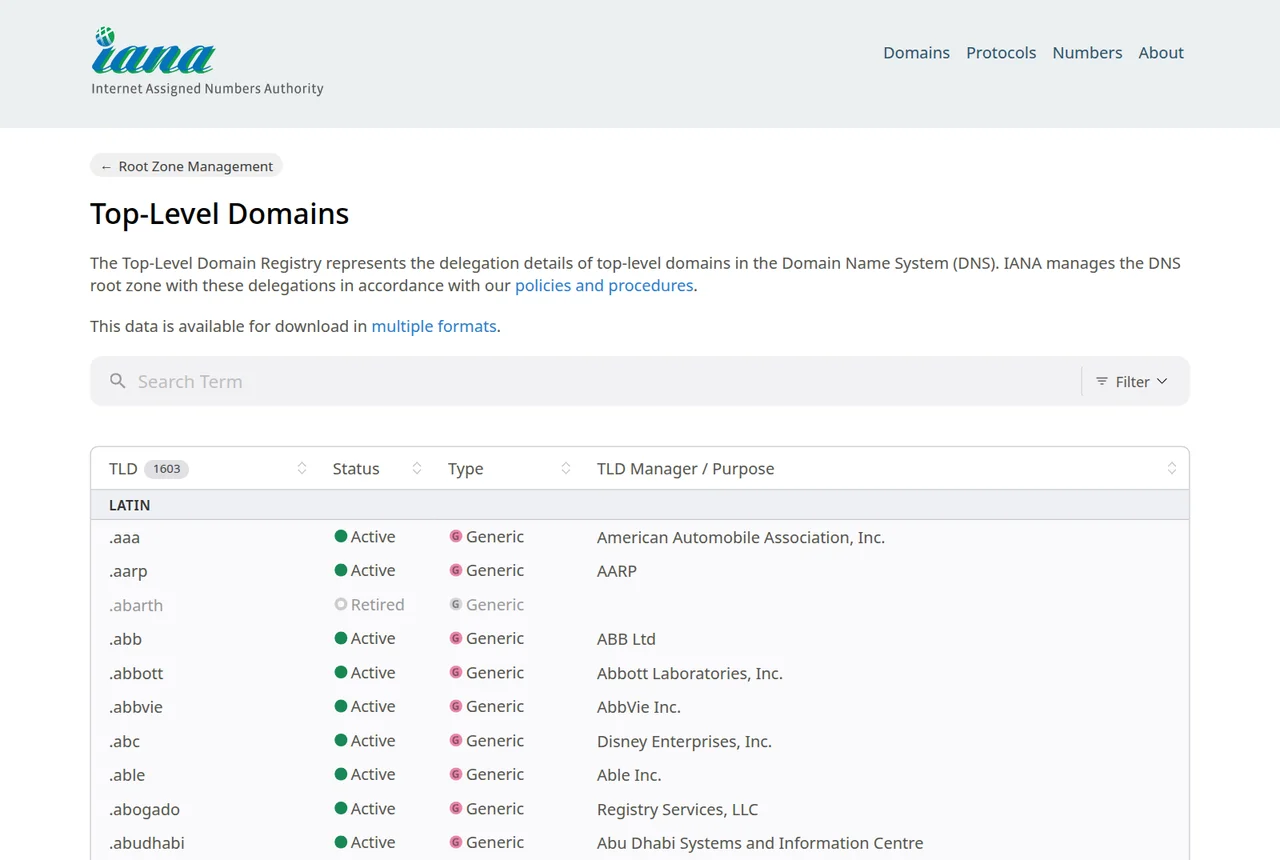 iana
Internet Assigned Numbers Authority
Domains Protocols Numbers About
← Root Zone Management
Top-Level Domains
The Top-Level Domain Registry represents the delegation details of top-level domains in the Domain Name System (DNS). IANA manages the DNS
root zone with these delegations in accordance with our policies and procedures.
This data is available for download in multiple formats.
Search Term Filter
TLD 1603 Status Type TLD Manager / Purpose
LATIN
.aaa Active G Generic American Automobile Association, Inc.
.aarp Active G Generic AARP
.abarth Retired G Generic
.abb Active G Generic ABB Ltd
.abbott Active G Generic Abbott Laboratories, Inc.
.abbvie Active G Generic AbbVie Inc.
.abc Active G Generic Disney Enterprises, Inc.
.able Active G Generic Able Inc.
.abogado Active G Generic Registry Services, LLC
.abudhabi Active G Generic Abu Dhabi Systems and Information Centre